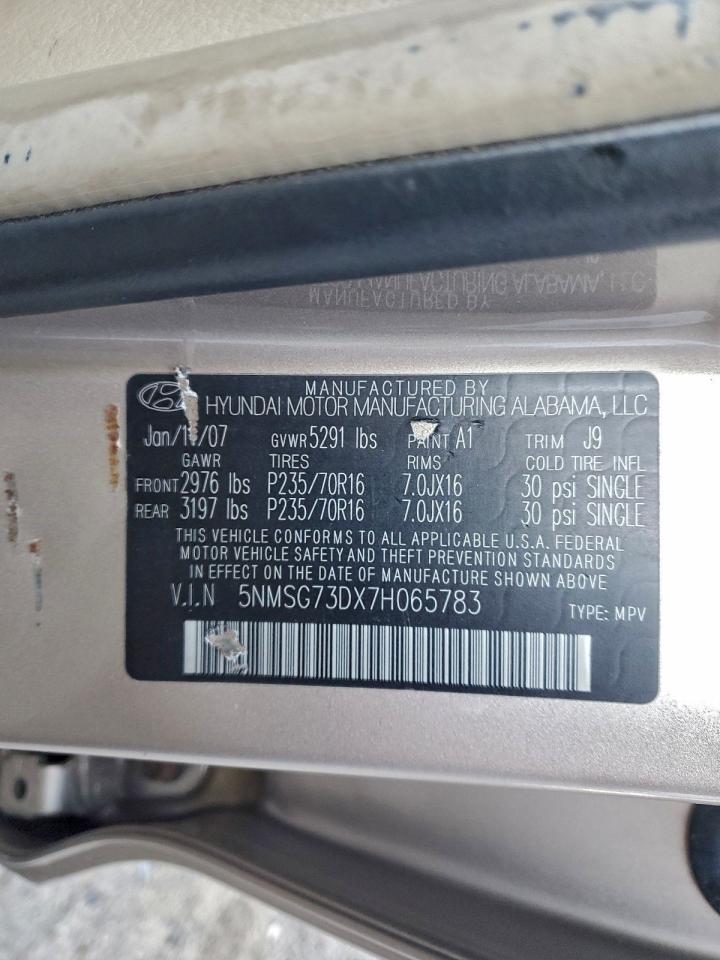 MANUFACTURED BY
HYUNDAI MOTOR MANUFACTURING ALABAMA, LLC
GVWR 5291 lbs PAINT A1 TRIM J9
GAWR TIRES RIMS COLD TIRE INFL
FRONT 2976 lbs P235/70R16 7.0JX16 30 psi SINGLE
REAR 3197 lbs P235/70R16 7.0JX16 30 psi SINGLE
THIS VEHICLE CONFORMS TO ALL APPLICABLE U.S.A. FEDERAL
MOTOR VEHICLE SAFETY AND THEFT PREVENTION STANDARDS
IN EFFECT ON THE DATE OF MANUFACTURE SHOWN ABOVE
V.I.N 5NMSG73DX7H065783
TYPE: MPV